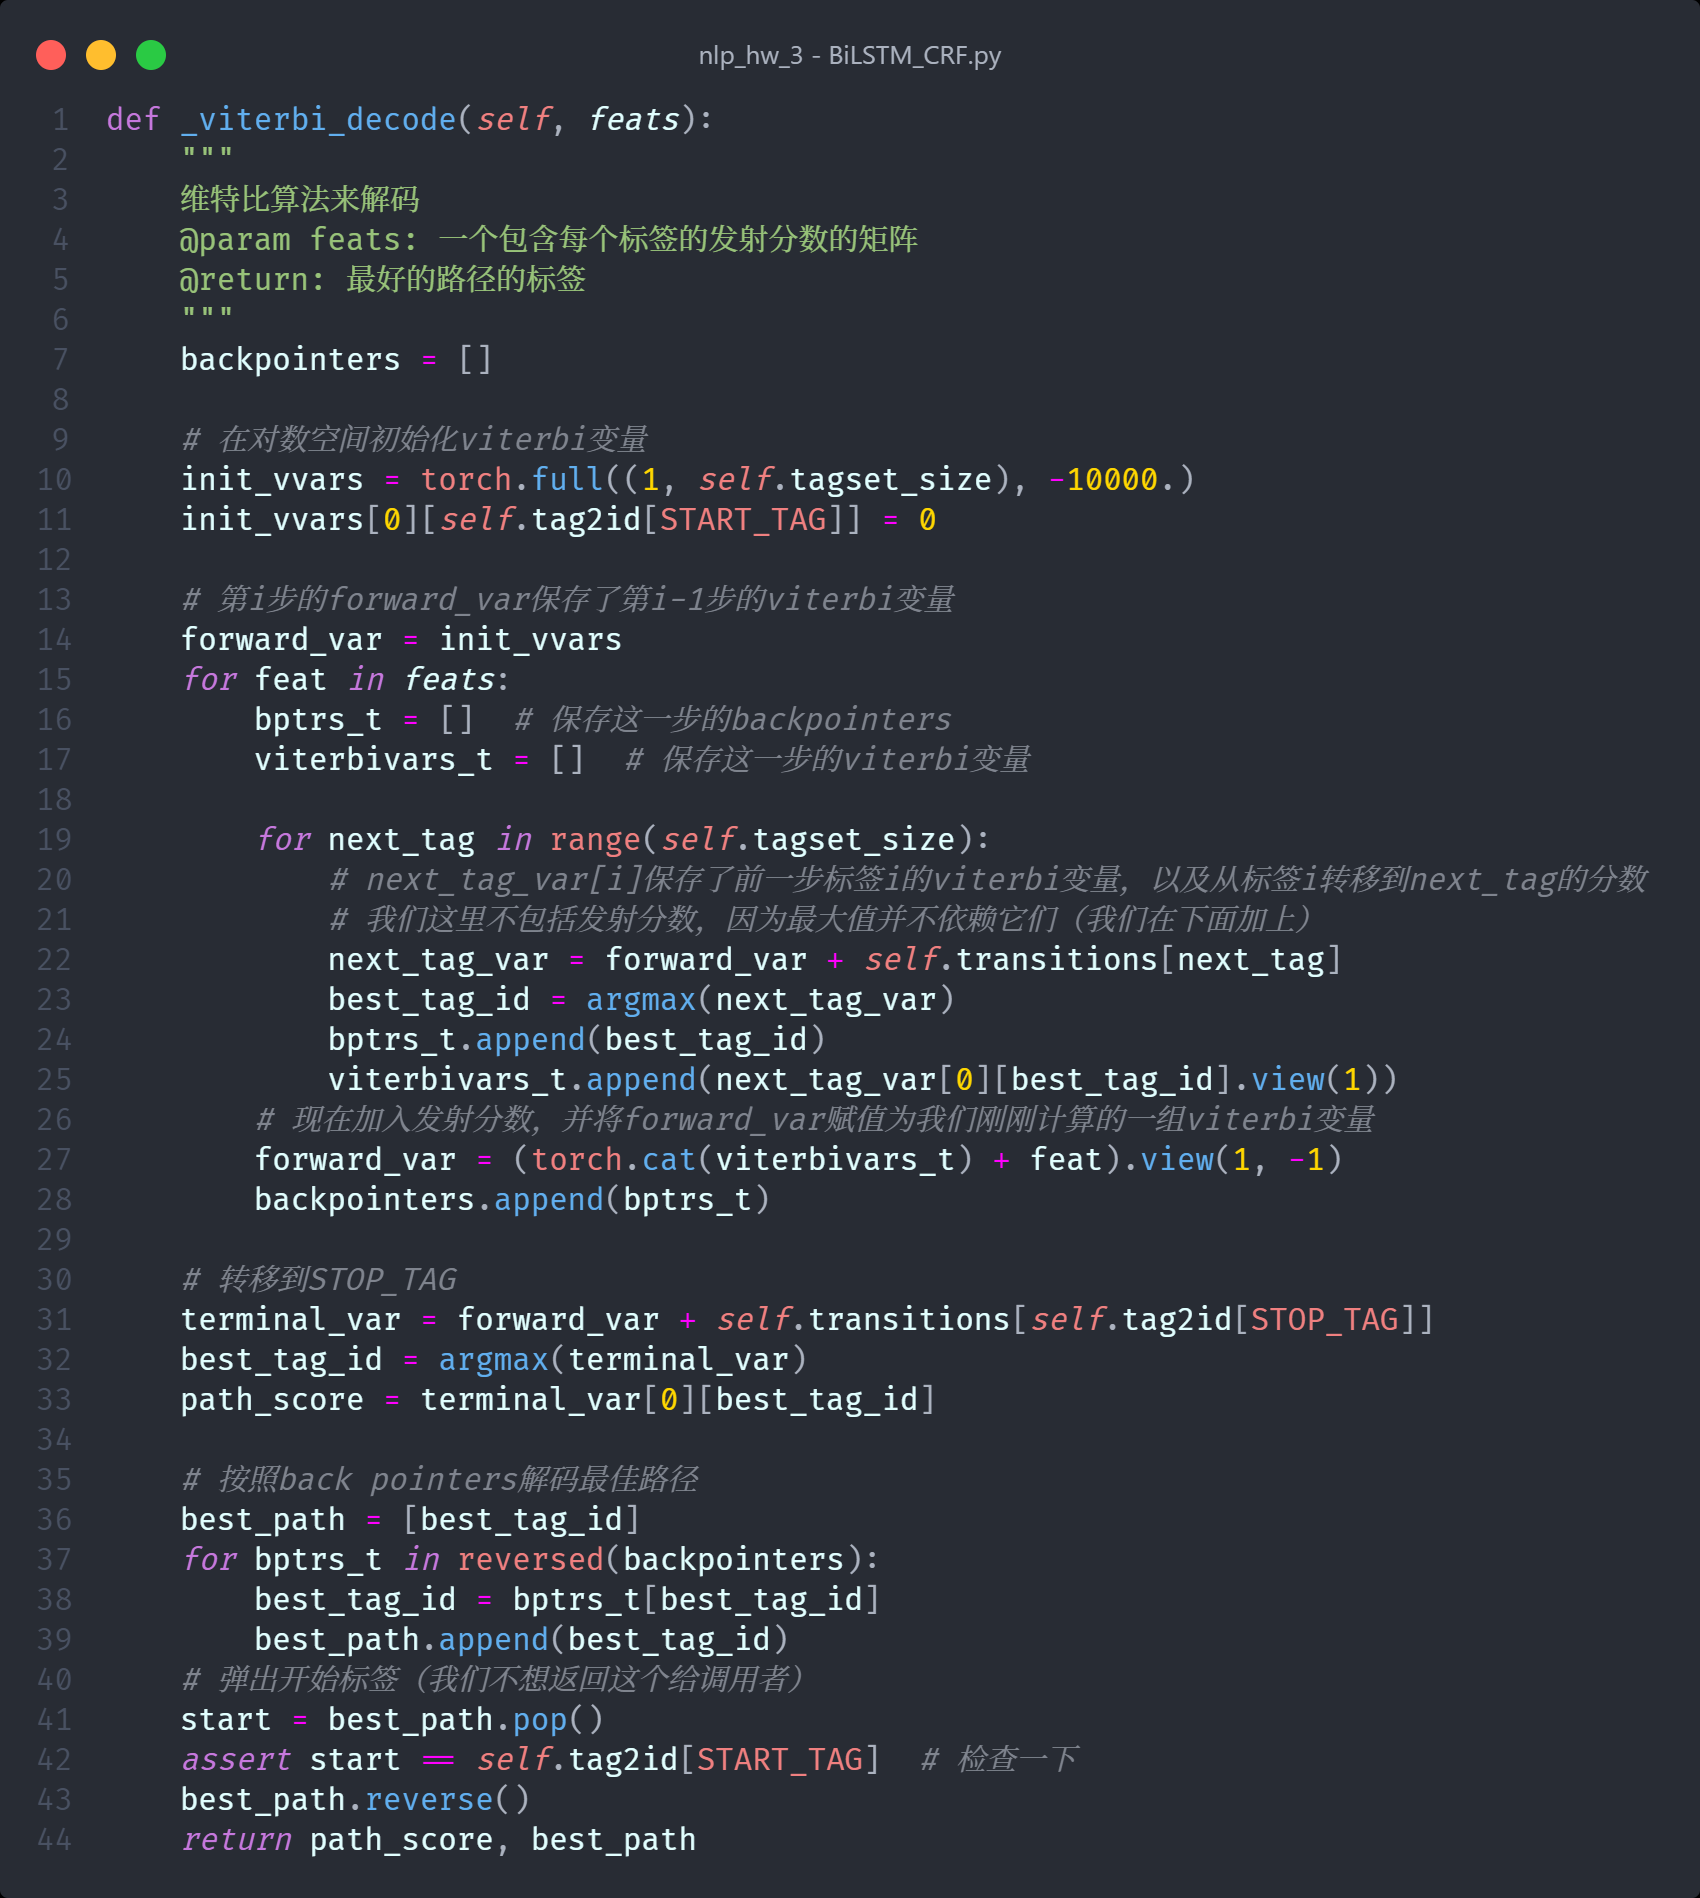 nlp_hw_3 - BiLSTM_CRF.py
1 def _viterbi_decode(self, feats):
2     """
3     维特比算法来解码
4     @param feats: 一个包含每个标签的发射分数的矩阵
5     @return: 最好的路径的标签
6     """
7     backpointers = []
8
9     # 在对数空间初始化viterbi变量
10     init_vvars = torch.full((1, self.tagset_size), -10000.)
11     init_vvars[0][self.tag2id[START_TAG]] = 0
12
13     # 第i步的forward_var保存了第i-1步的viterbi变量
14     forward_var = init_vvars
15     for feat in feats:
16         bptrs_t = []  # 保存这一步的backpointers
17         viterbivars_t = []  # 保存这一步的viterbi变量
18
19         for next_tag in range(self.tagset_size):
20             # next_tag_var[i]保存了前一步标签i的viterbi变量，以及从标签i转移到next_tag的分数
21             # 我们这里不包括发射分数，因为最大值并不依赖它们（我们在下面加上）
22             next_tag_var = forward_var + self.transitions[next_tag]
23             best_tag_id = argmax(next_tag_var)
24             bptrs_t.append(best_tag_id)
25             viterbivars_t.append(next_tag_var[0][best_tag_id].view(1))
26         # 现在加入发射分数，并将forward_var赋值为我们刚刚计算的一组viterbi变量
27         forward_var = (torch.cat(viterbivars_t) + feat).view(1, -1)
28         backpointers.append(bptrs_t)
29
30     # 转移到STOP_TAG
31     terminal_var = forward_var + self.transitions[self.tag2id[STOP_TAG]]
32     best_tag_id = argmax(terminal_var)
33     path_score = terminal_var[0][best_tag_id]
34
35     # 按照back pointers解码最佳路径
36     best_path = [best_tag_id]
37     for bptrs_t in reversed(backpointers):
38         best_tag_id = bptrs_t[best_tag_id]
39         best_path.append(best_tag_id)
40     # 弹出开始标签（我们不想返回这个给调用者）
41     start = best_path.pop()
42     assert start == self.tag2id[START_TAG]  # 检查一下
43     best_path.reverse()
44     return path_score, best_path